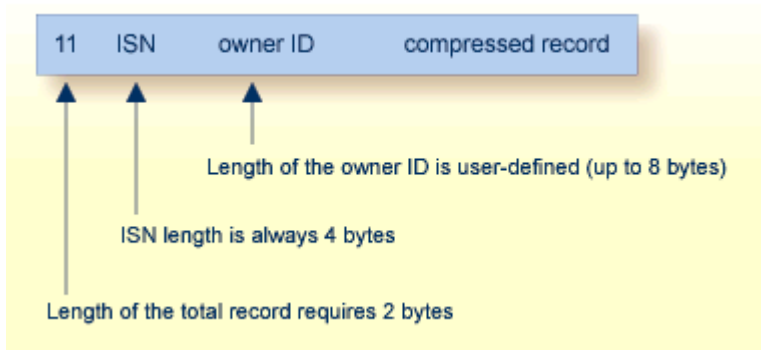 11 ISN owner ID compressed record
Length of the owner ID is user-defined (up to 8 bytes)
ISN length is always 4 bytes
Length of the total record requires 2 bytes